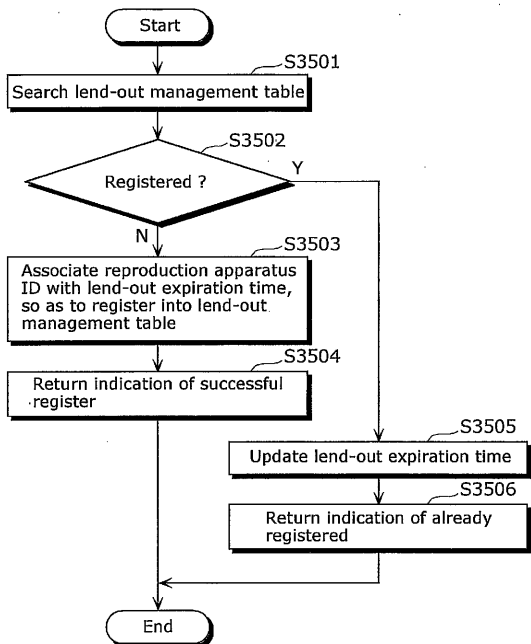 Start
S3501
Search lend-out management table
S3502
Registered ?
Y
N
S3503
Associate reproduction apparatus
ID with lend-out expiration time,
so as to register into lend-out
management table
S3504
Return indication of successful
register
S3505
Update lend-out expiration time
S3506
Return indication of already
registered
End